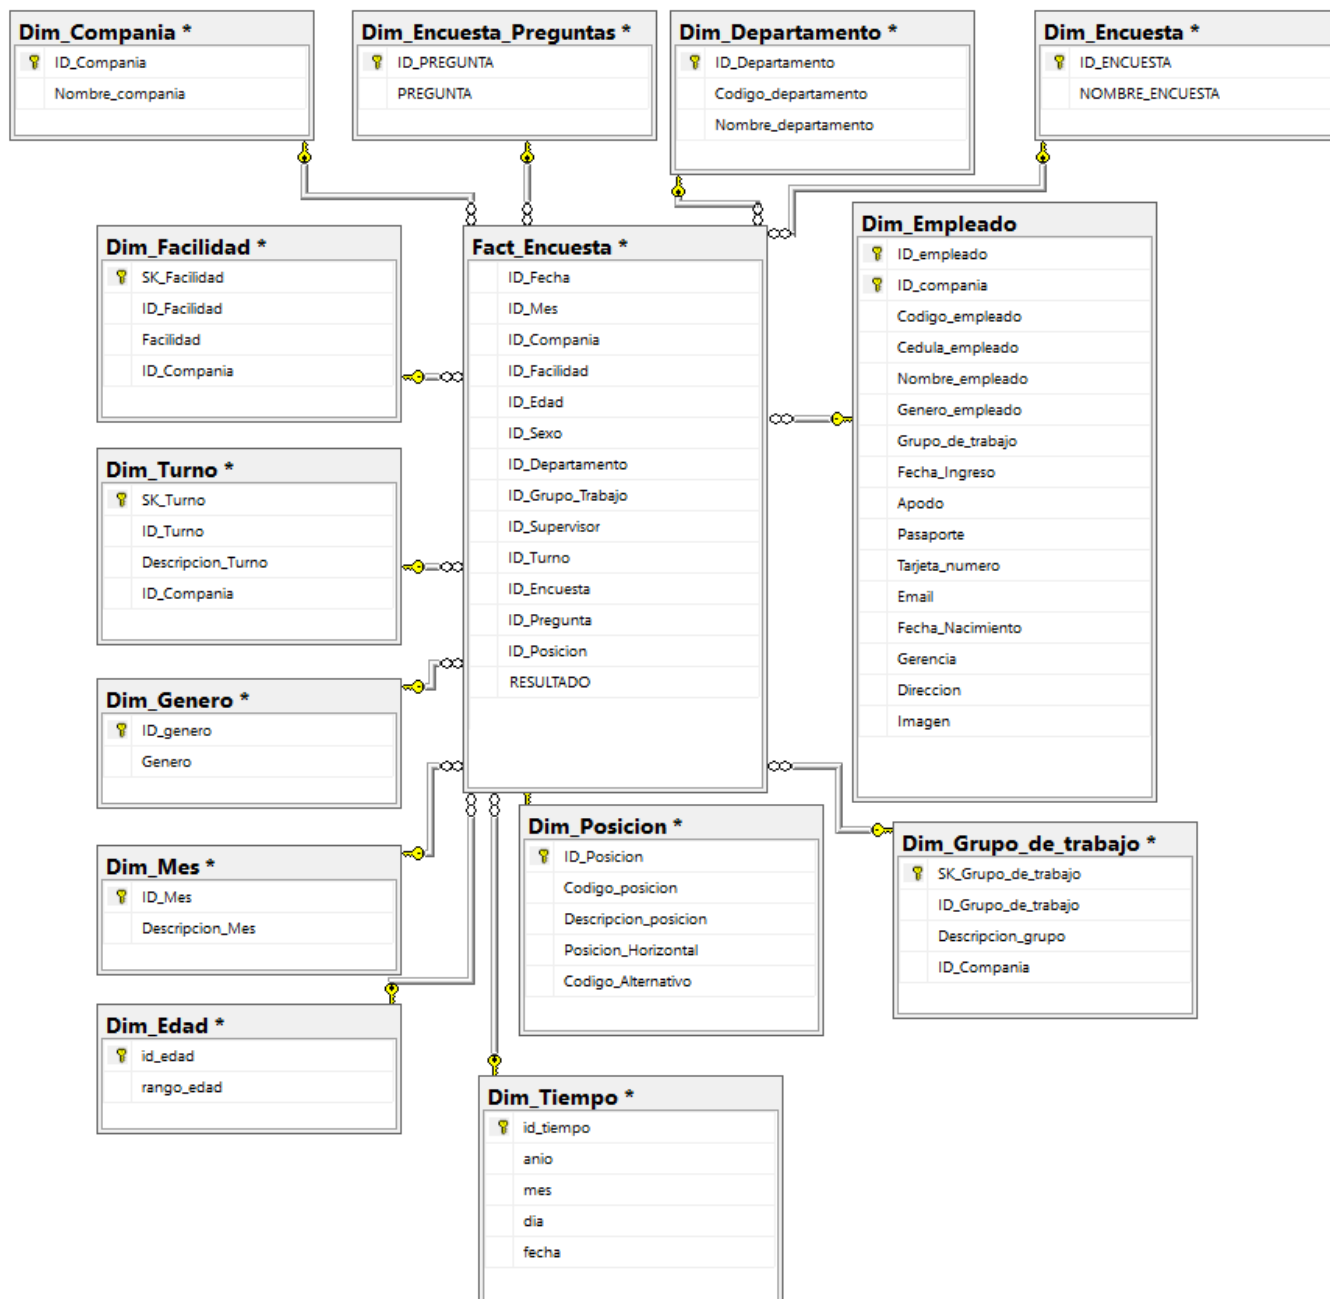 Dim_Compania *
ID_Compania
Nombre_compania
Dim_Encuesta_Preguntas *
ID_PREGUNTA
PREGUNTA
Dim_Departamento *
ID_Departamento
Codigo_departamento
Nombre_departamento
Dim_Encuesta *
ID_ENCUESTA
NOMBRE_ENCUESTA
Dim_Facilidad *
SK_Facilidad
ID_Facilidad
Facilidad
ID_Compania
Fact_Encuesta *
ID_Fecha
ID_Mes
ID_Compania
ID_Facilidad
ID_Edad
ID_Sexo
ID_Departamento
ID_Grupo_Trabajo
ID_Supervisor
ID_Turno
ID_Encuesta
ID_Pregunta
ID_Posicion
RESULTADO
Dim_Empleado
ID_empleado
ID_compania
Codigo_empleado
Cedula_empleado
Nombre_empleado
Genero_empleado
Grupo_de_trabajo
Fecha_Ingreso
Apodo
Pasaporte
Tarjeta_numero
Email
Fecha_Nacimiento
Gerencia
Direccion
Imagen
Dim_Turno *
SK_Turno
ID_Turno
Descripcion_Turno
ID_Compania
Dim_Genero *
ID_genero
Genero
Dim_Mes *
ID_Mes
Descripcion_Mes
Dim_Posicion *
ID_Posicion
Codigo_posicion
Descripcion_posicion
Posicion_Horizontal
Codigo_Alternativo
Dim_Grupo_de_trabajo *
SK_Grupo_de_trabajo
ID_Grupo_de_trabajo
Descripcion_grupo
ID_Compania
Dim_Edad *
id_edad
rango_edad
Dim_Tiempo *
id_tiempo
anio
mes
dia
fecha